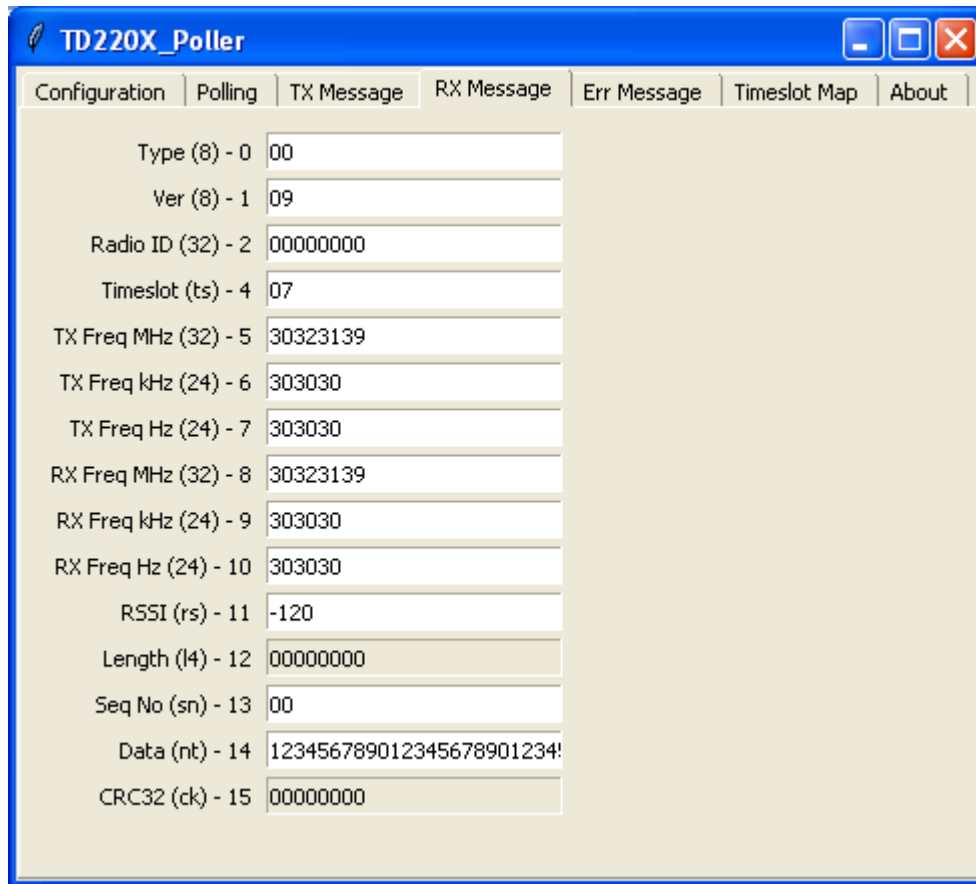 TD220X_Poller
Configuration Polling TX Message RX Message Err Message Timeslot Map About
Type (8) - 0 00
Ver (8) - 1 09
Radio ID (32) - 2 00000000
Timeslot (ts) - 4 07
TX Freq MHz (32) - 5 30323139
TX Freq kHz (24) - 6 303030
TX Freq Hz (24) - 7 303030
RX Freq MHz (32) - 8 30323139
RX Freq kHz (24) - 9 303030
RX Freq Hz (24) - 10 303030
RSSI (rs) - 11 -120
Length (l4) - 12 00000000
Seq No (sn) - 13 00
Data (nt) - 14 1234567890123456789012345
CRC32 (ck) - 15 00000000